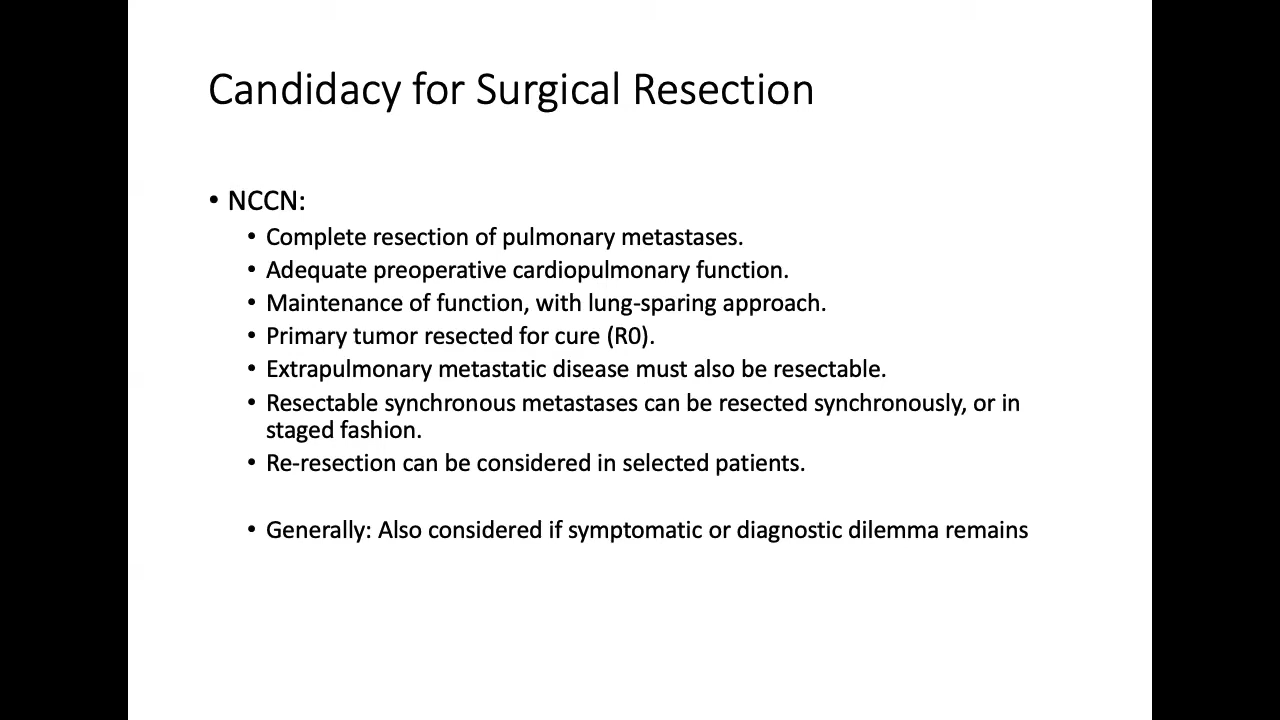 Candidacy for Surgical Resection
• NCCN:
• Complete resection of pulmonary metastases.
• Adequate preoperative cardiopulmonary function.
• Maintenance of function, with lung-sparing approach.
• Primary tumor resected for cure (R0).
• Extrapulmonary metastatic disease must also be resectable.
• Resectable synchronous metastases can be resected synchronously, or in
staged fashion.
• Re-resection can be considered in selected patients.
• Generally: Also considered if symptomatic or diagnostic dilemma remains